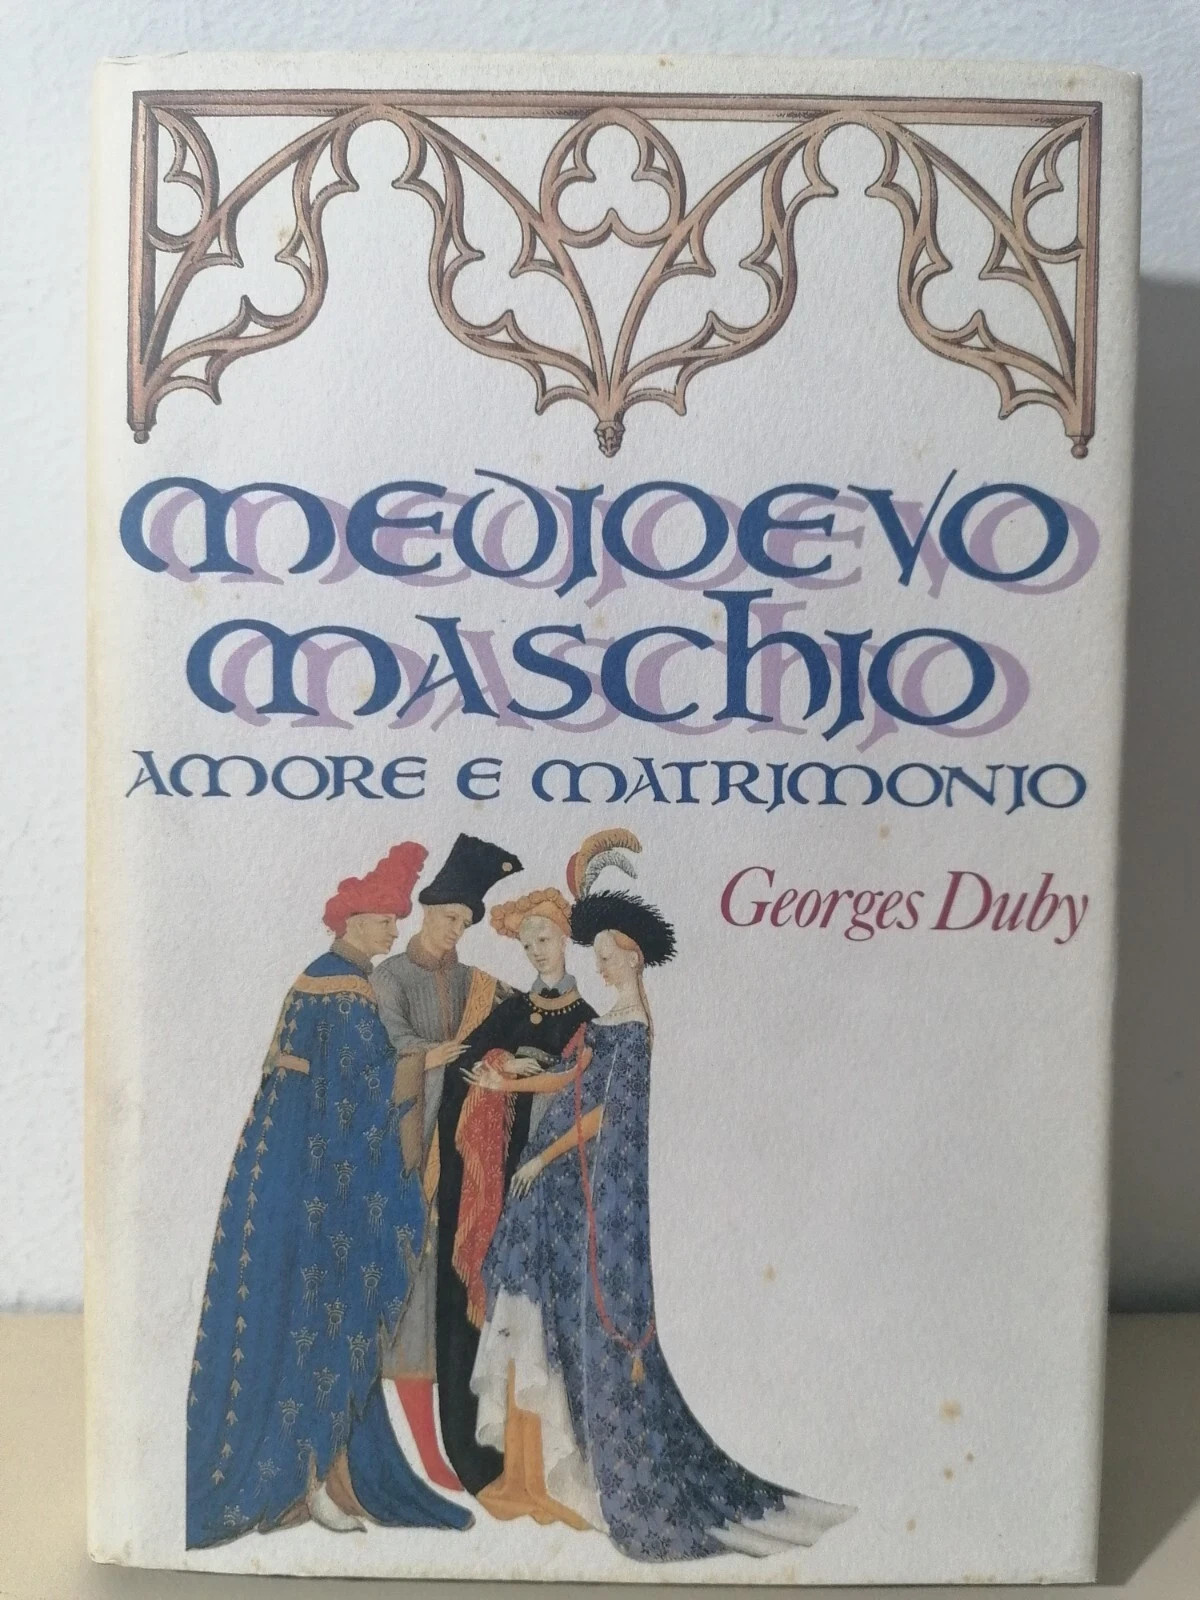 MEDIOEVO
MASCHIO
AMORE E MATRIMONIO
Georges Duby